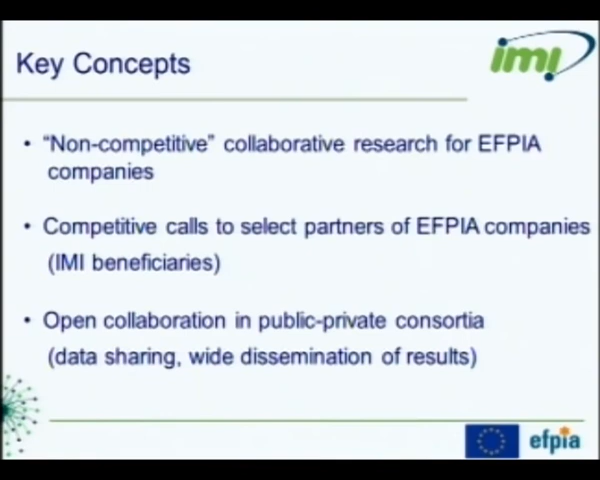 Key Concepts
imi
• “Non-competitive” collaborative research for EFPIA
companies
• Competitive calls to select partners of EFPIA companies
(IMI beneficiaries)
• Open collaboration in public-private consortia
(data sharing, wide dissemination of results)
efpia